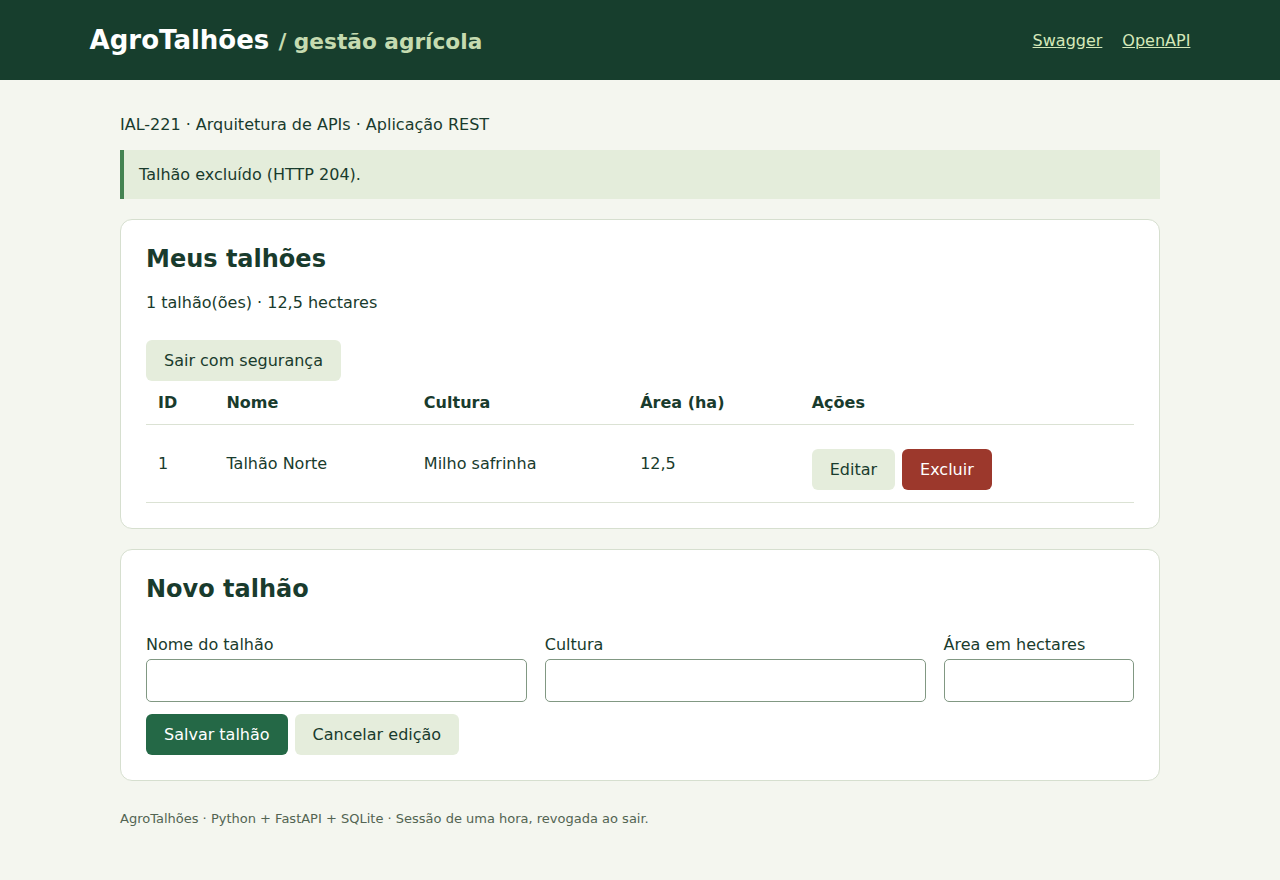 AgroTalhões / gestão agrícola
Swagger OpenAPI
IAL-221 · Arquitetura de APIs · Aplicação REST
Talhão excluído (HTTP 204).
Meus talhões
1 talhão(ões) · 12,5 hectares
Sair com segurança
ID Nome Cultura Área (ha) Ações
1 Talhão Norte Milho safrinha 12,5 Editar Excluir
Novo talhão
Nome do talhão Cultura Área em hectares
Salvar talhão Cancelar edição
AgroTalhões · Python + FastAPI + SQLite · Sessão de uma hora, revogada ao sair.